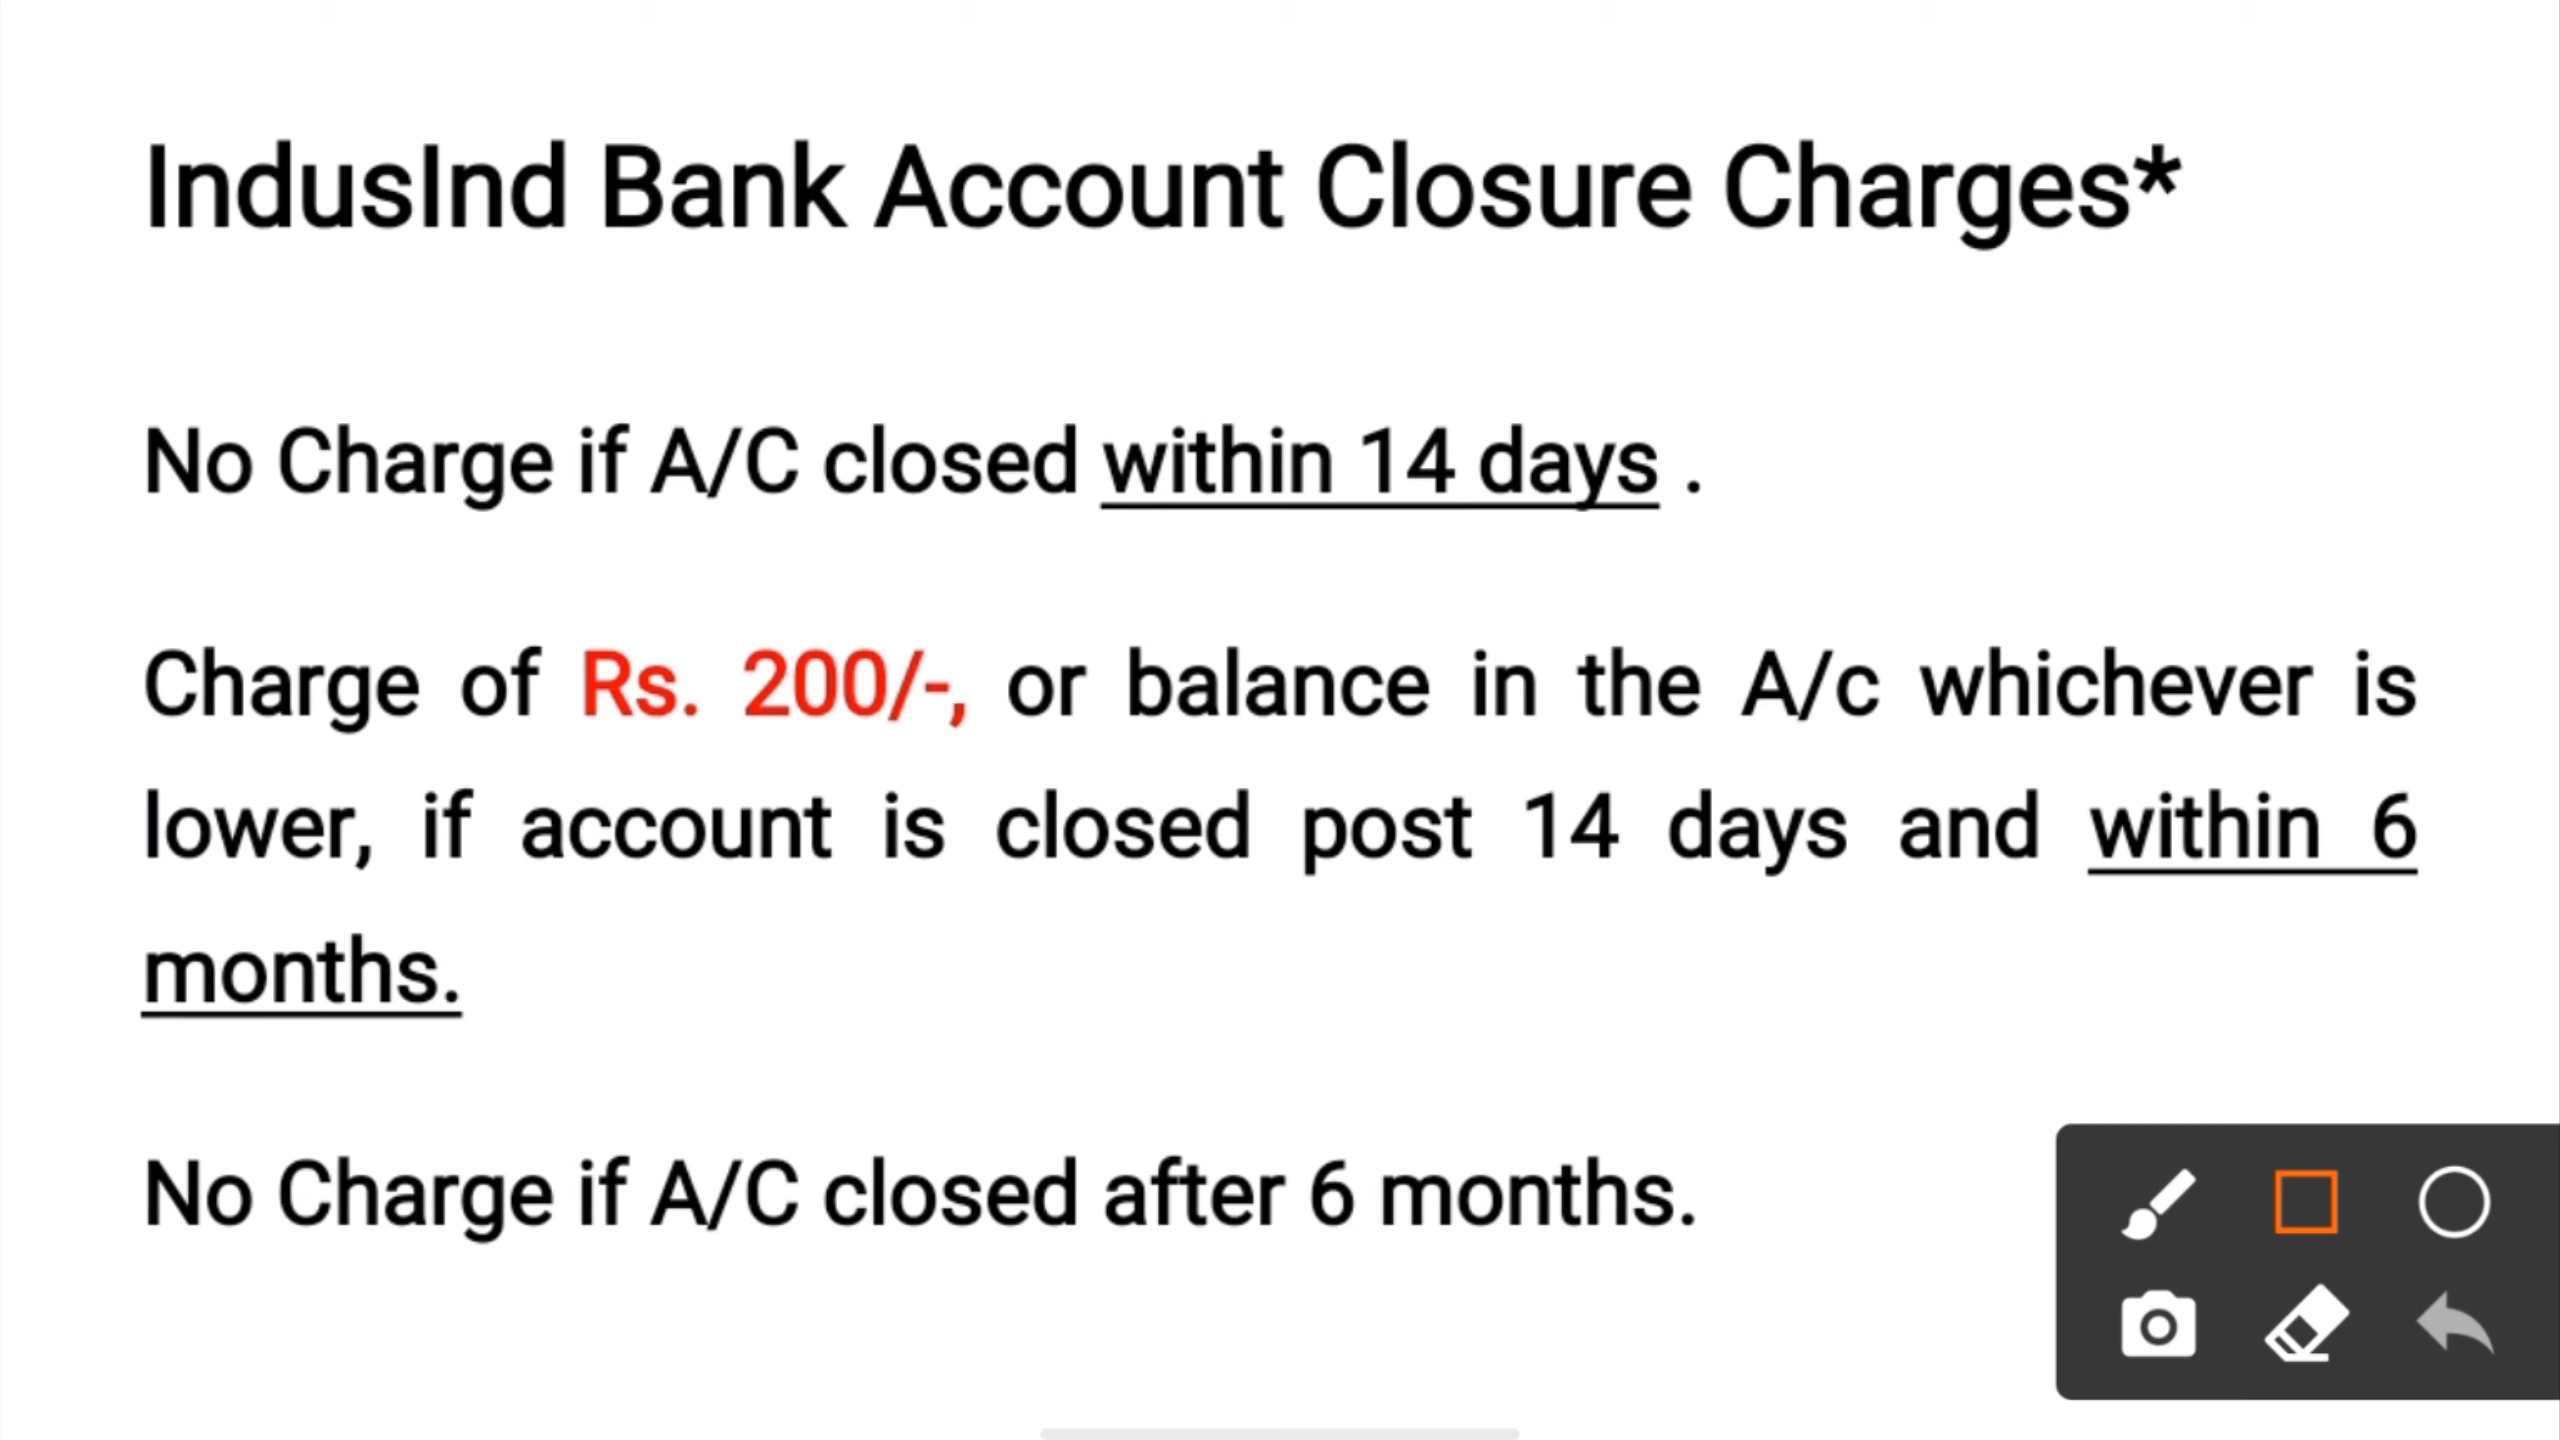 IndusInd Bank Account Closure Charges*
No Charge if A/C closed within 14 days .
Charge of Rs. 200/-, or balance in the A/c whichever is
lower, if account is closed post 14 days and within 6
months.
No Charge if A/C closed after 6 months.